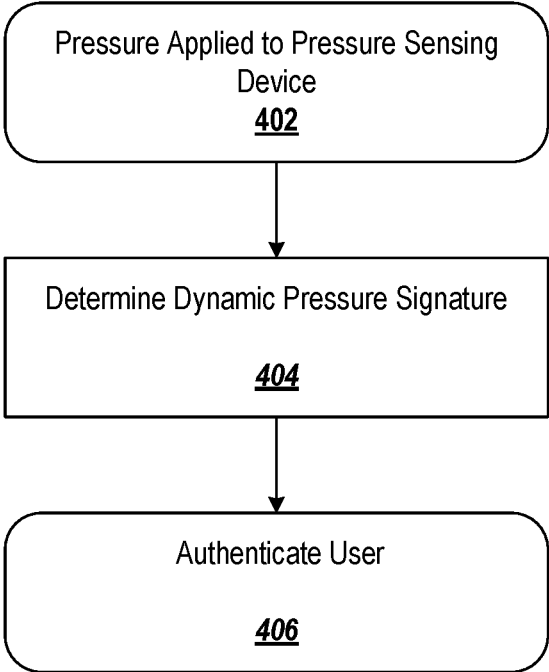 Pressure Applied to Pressure Sensing
Device
402
Determine Dynamic Pressure Signature
404
Authenticate User
406